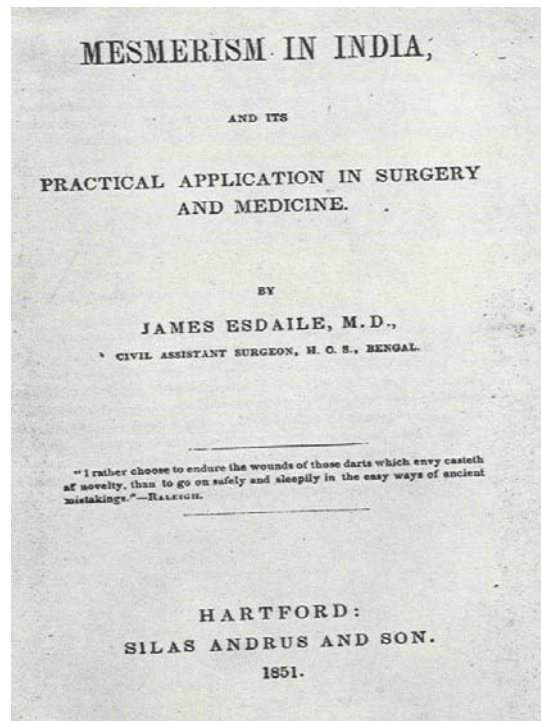 MESMERISM IN INDIA,
AND ITS
PRACTICAL APPLICATION IN SURGERY
AND MEDICINE.
BY
JAMES ESDAILE, M.D.,
CIVIL ASSISTANT SURGEON, H. C. S., BENGAL.
"I rather choose to endure the wounds of those darts which envy casteth
at novelty, than to go on safely and sleepily in the easy ways of ancient
mistakings."—RALEIGH.
HARTFORD:
SILAS ANDRUS AND SON.
1851.